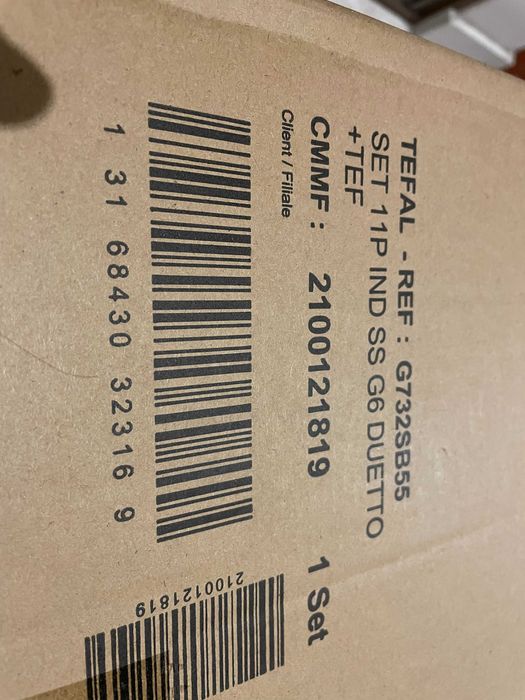 TEFAL - REF : G732SB55
SET 11P IND SS G6 DUETTO
+TEF
CMMF : 2100121819 1 Set
Client / Filiale
1 31 68430 32316 9
2100121819